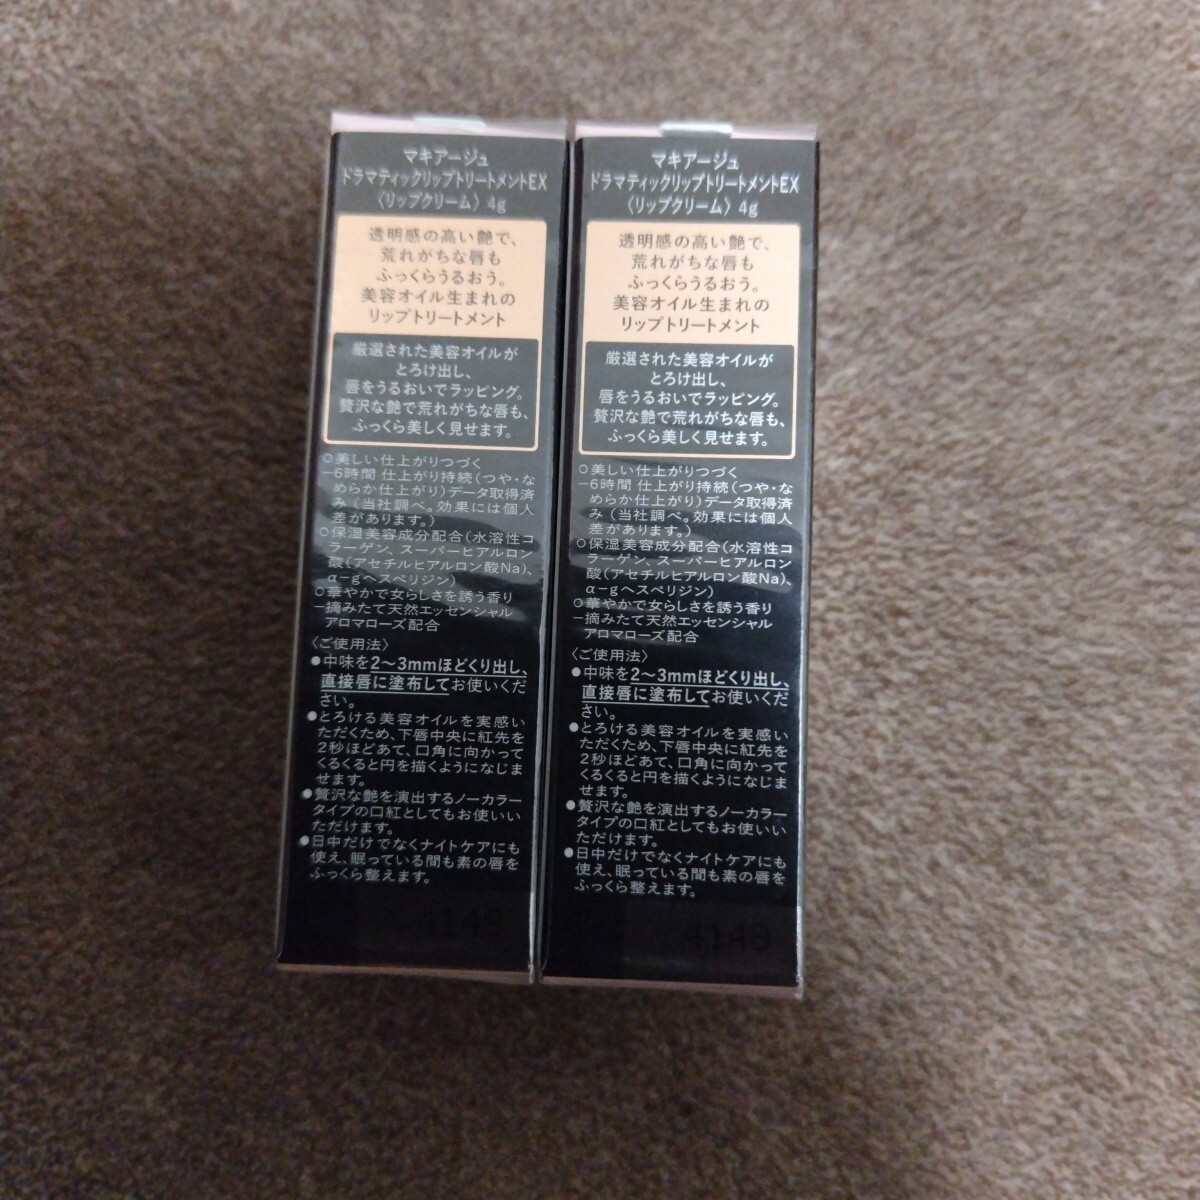 マキアージュ
ドラマティックリップトリートメントEX
〈リップクリーム〉 4g
透明感の高い艶で、
荒れがちな唇も
ふっくらうるおう。
美容オイル生まれの
リップトリートメント
厳選された美容オイルが
とろけ出し、
唇をうるおいでラッピング。
贅沢な艶で荒れがちな唇も、
ふっくら美しく見せます。
○美しい仕上がりつづく
−6時間 仕上がり持続(つや・な
めらか仕上がり)データ取得済
み(当社調べ。効果には個人
差があります。)
○保湿美容成分配合(水溶性コ
ラーゲン、スーパーヒアルロン
酸(アセチルヒアルロン酸Na)、
α−gヘスペリジン)
○華やかで女らしさを誘う香り
−摘みたて天然エッセンシャル
アロマローズ配合
〈ご使用法〉
●中味を2〜3mmほどくり出し、
直接唇に塗布してお使いくだ
さい。
●とろける美容オイルを実感い
ただくため、下唇中央に紅先を
2秒ほどあて、口角に向かって
くるくると円を描くようになじま
せます。
●贅沢な艶を演出するノーカラー
タイプの口紅としてもお使いい
ただけます。
●日中だけでなくナイトケアにも
使え、眠っている間も素の唇を
ふっくら整えます。
4149
マキアージュ
ドラマティックリップトリートメントEX
〈リップクリーム〉 4g
透明感の高い艶で、
荒れがちな唇も
ふっくらうるおう。
美容オイル生まれの
リップトリートメント
厳選された美容オイルが
とろけ出し、
唇をうるおいでラッピング。
贅沢な艶で荒れがちな唇も、
ふっくら美しく見せます。
○美しい仕上がりつづく
−6時間 仕上がり持続(つや・な
めらか仕上がり)データ取得済
み(当社調べ。効果には個人
差があります。)
○保湿美容成分配合(水溶性コ
ラーゲン、スーパーヒアルロン
酸(アセチルヒアルロン酸Na)、
α−gヘスペリジン)
○華やかで女らしさを誘う香り
−摘みたて天然エッセンシャル
アロマローズ配合
〈ご使用法〉
●中味を2〜3mmほどくり出し、
直接唇に塗布してお使いくだ
さい。
●とろける美容オイルを実感い
ただくため、下唇中央に紅先を
2秒ほどあて、口角に向かって
くるくると円を描くようになじま
せます。
●贅沢な艶を演出するノーカラー
タイプの口紅としてもお使いい
ただけます。
●日中だけでなくナイトケアにも
使え、眠っている間も素の唇を
ふっくら整えます。
4149